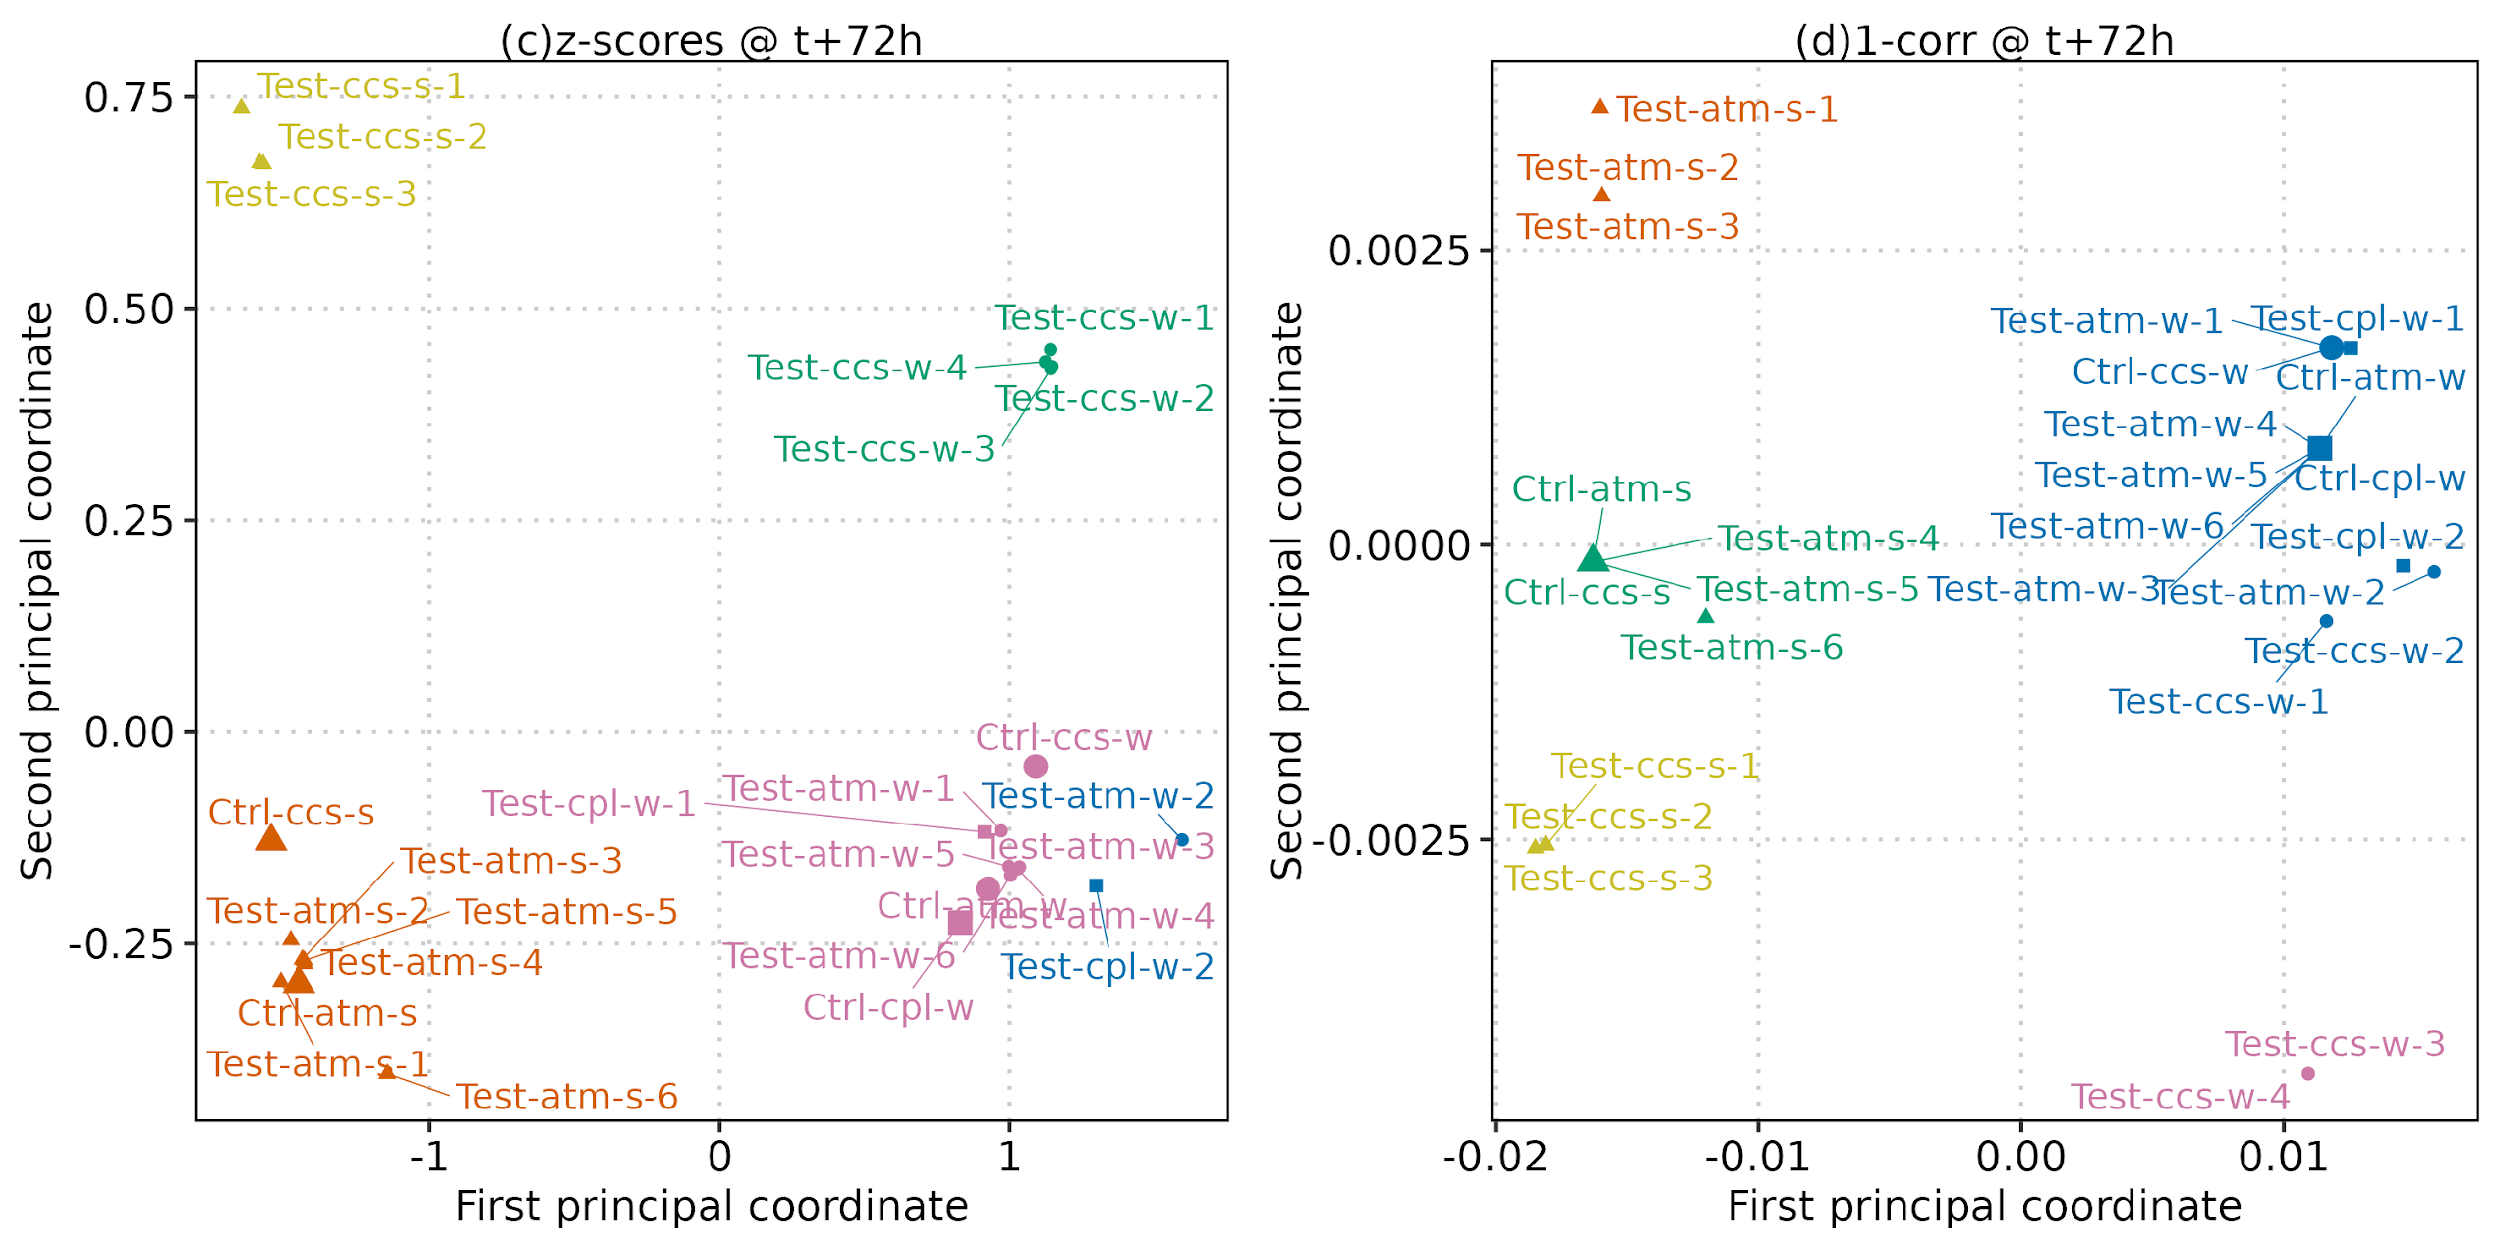 (c)z-scores @ t+72h
Second principal coordinate
0.75
0.50
0.25
0.00
-0.25
Test-ccs-s-1
Test-ccs-s-2
Test-ccs-s-3
Test-ccs-w-1
Test-ccs-w-4
Test-ccs-w-2
Test-ccs-w-3
Ctrl-ccs-w
Test-atm-w-1
Test-atm-w-2
Test-cpl-w-1
Ctrl-ccs-s
Test-atm-w-3
Test-atm-w-5
Test-atm-s-3
Ctrl-atm-w
Test-atm-s-2
Test-atm-s-5
Test-atm-w-4
Test-atm-w-6
Test-atm-s-4
Test-cpl-w-2
Ctrl-cpl-w
Ctrl-atm-s
Test-atm-s-1
Test-atm-s-6
-1
0
1
First principal coordinate
(d)1-corr @ t+72h
Second principal coordinate
0.0025
0.0000
-0.0025
Test-atm-s-1
Test-atm-s-2
Test-atm-s-3
Test-atm-w-1
Test-cpl-w-1
Ctrl-ccs-w
Ctrl-atm-w
Test-atm-w-4
Test-atm-w-5
Ctrl-cpl-w
Ctrl-atm-s
Test-atm-w-6
Test-cpl-w-2
Test-atm-s-4
Ctrl-ccs-s
Test-atm-s-5
Test-atm-w-3
Test-atm-w-2
Test-atm-s-6
Test-ccs-w-2
Test-ccs-w-1
Test-ccs-s-1
Test-ccs-s-2
Test-ccs-s-3
Test-ccs-w-3
Test-ccs-w-4
-0.02
-0.01
0.00
0.01
First principal coordinate